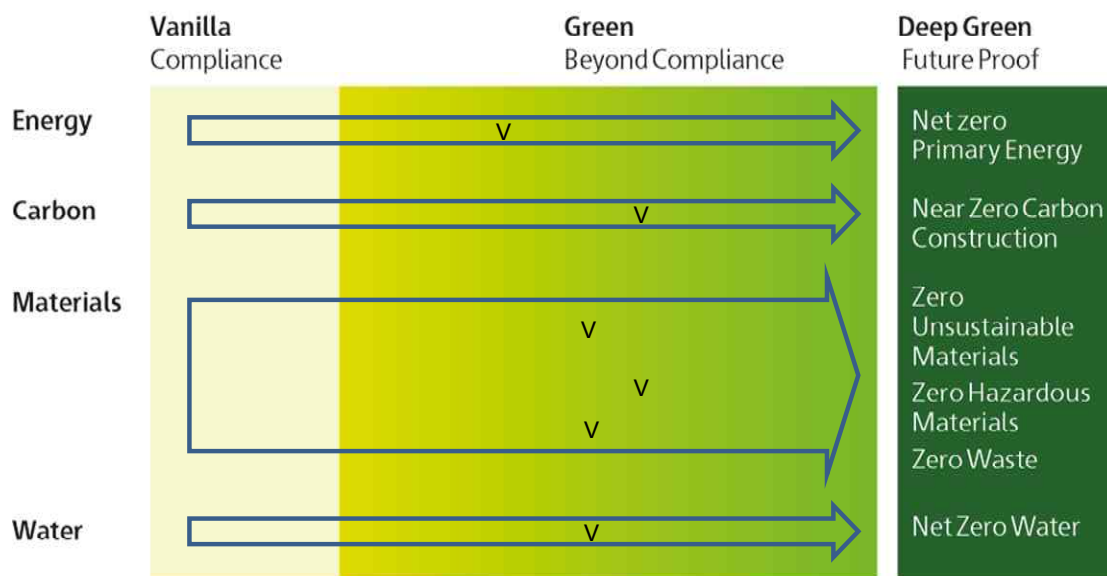 Vanilla
Compliance
Green
Beyond Compliance
Deep Green
Future Proof
Energy
V
Net zero
Primary Energy
Carbon
V
Near Zero Carbon
Construction
Materials
V
V
V
Zero
Unsustainable
Materials
Zero Hazardous
Materials
Zero Waste
Water
V
Net Zero Water